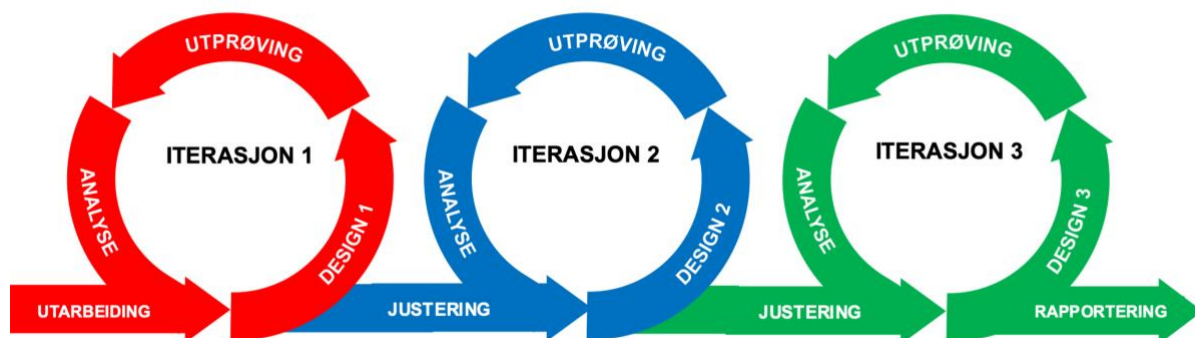 UTPRØVING
ITERASJON 1
ANALYSE
DESIGN 1
UTARBEIDING
UTPRØVING
ITERASJON 2
ANALYSE
DESIGN 2
JUSTERING
UTPRØVING
ITERASJON 3
ANALYSE
DESIGN 3
JUSTERING
RAPPORTERING